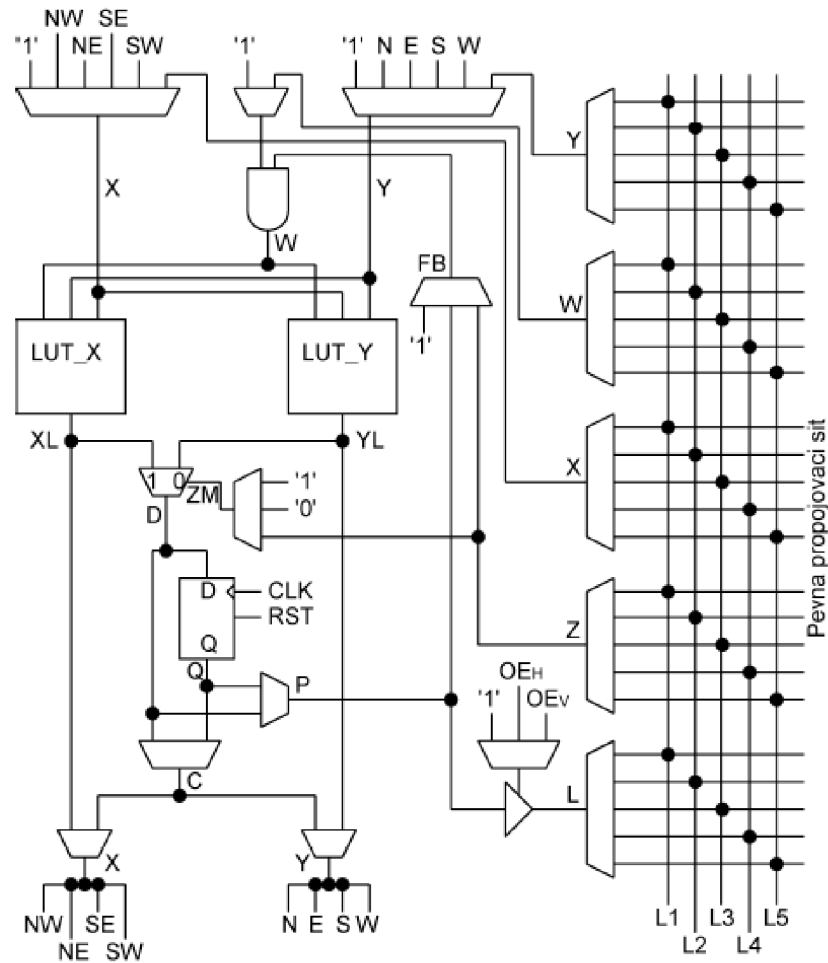 NW SE
"1' NE SW '1' '1' N E S W
X
Y
Y
W
FB
W
'1'
LUT_X
LUT_Y
XL
YL
X
1 0
ZM
'1'
'0'
D
D
CLK
RST
Q
Q
Z
P
OEH
'1'
OEV
C
L
X
Y
NW SE
NE SW
N E S W
L1 L3 L5
L2 L4
Pevna propojovaci sit